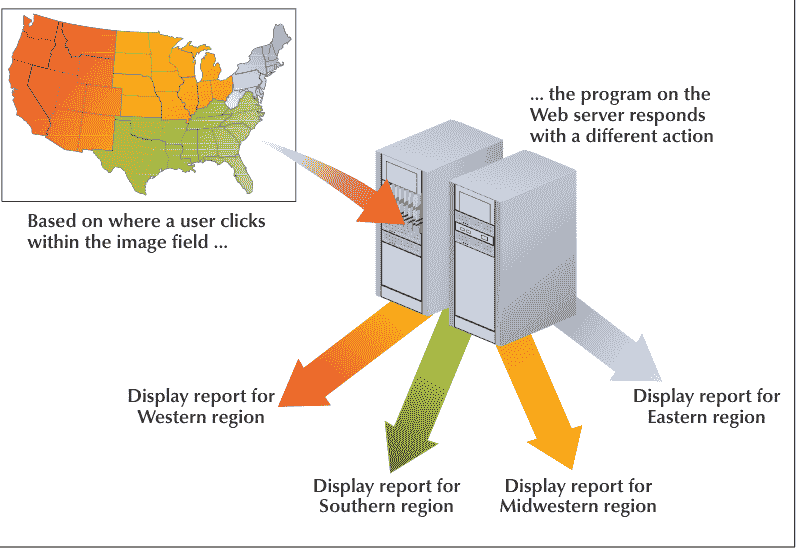 ... the program on the
Web server responds
with a different action
Based on where a user clicks
within the image field ...
Display report for
Western region
Display report for
Eastern region
Display report for
Southern region
Display report for
Midwestern region